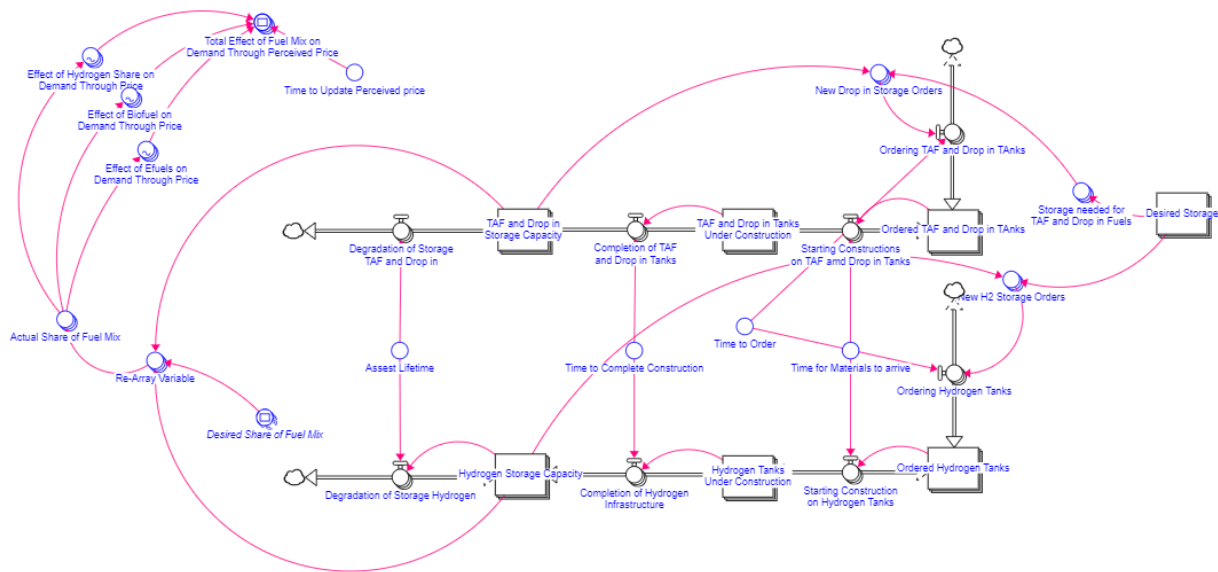 Total Effect of Fuel Mix on
Demand Through Perceived Price
Effect of Hydrogen Share on
Demand Through Price
Time to Update Perceived price
New Drop in Storage Orders
Effect of Biofuel on
Demand Through Price
Ordering TAF and Drop in TAnks
Effect of Efuels on
Demand Through Price
Storage needed for
TAF and Drop in Fuels
Desired Storage
TAF and Drop in
Storage Capacity
TAF and Drop in Tanks
Under Construction
Ordered TAF and Drop in TAnks
Degradation of Storage
TAF and Drop in
Completion of TAF
and Drop in Tanks
Starting Constructions
on TAF amd Drop in Tanks
New H2 Storage Orders
Actual Share of Fuel Mix
Time to Order
Assest Lifetime
Time to Complete Construction
Time for Materials to arrive
Re-Array Variable
Ordering Hydrogen Tanks
Desired Share of Fuel Mix
Hydrogen Storage Capacity
Hydrogen Tanks
Under Construction
Ordered Hydrogen Tanks
Degradation of Storage Hydrogen
Completion of Hydrogen
Infrastructure
Starting Construction
on Hydrogen Tanks